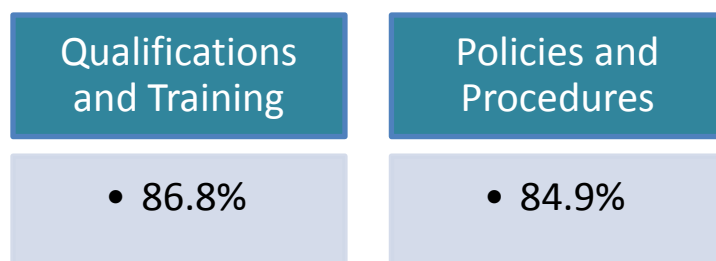 Qualifications
and Training
• 86.8%
Policies and
Procedures
• 84.9%